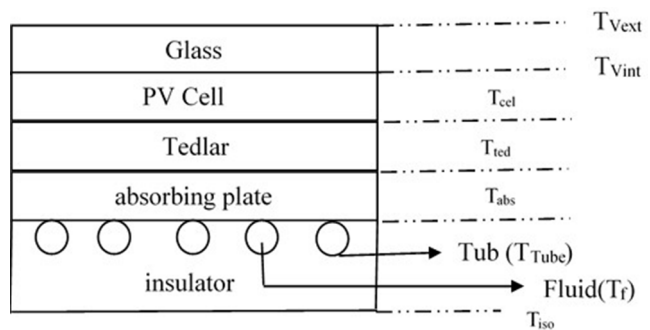 T_Vext
Glass
T_Vint
PV Cell
T_cel
Tedlar
T_ted
absorbing plate
T_abs
Tub (T_Tube)
insulator
Fluid(T_f)
T_iso